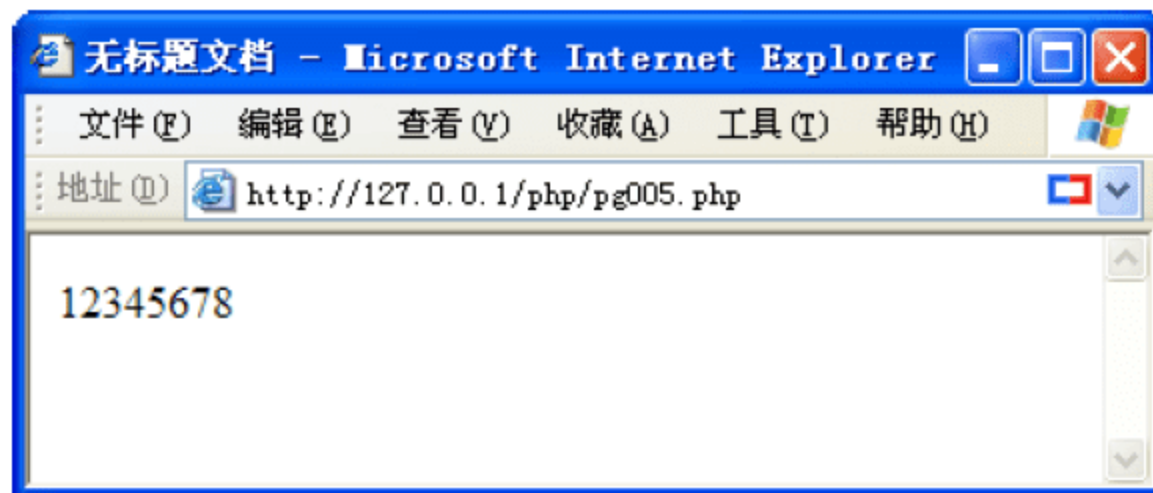 无标题文档 - Microsoft Internet Explorer
文件(F) 编辑(E) 查看(V) 收藏(A) 工具(T) 帮助(H)
地址(D) http://127.0.0.1/php/pg005.php
12345678